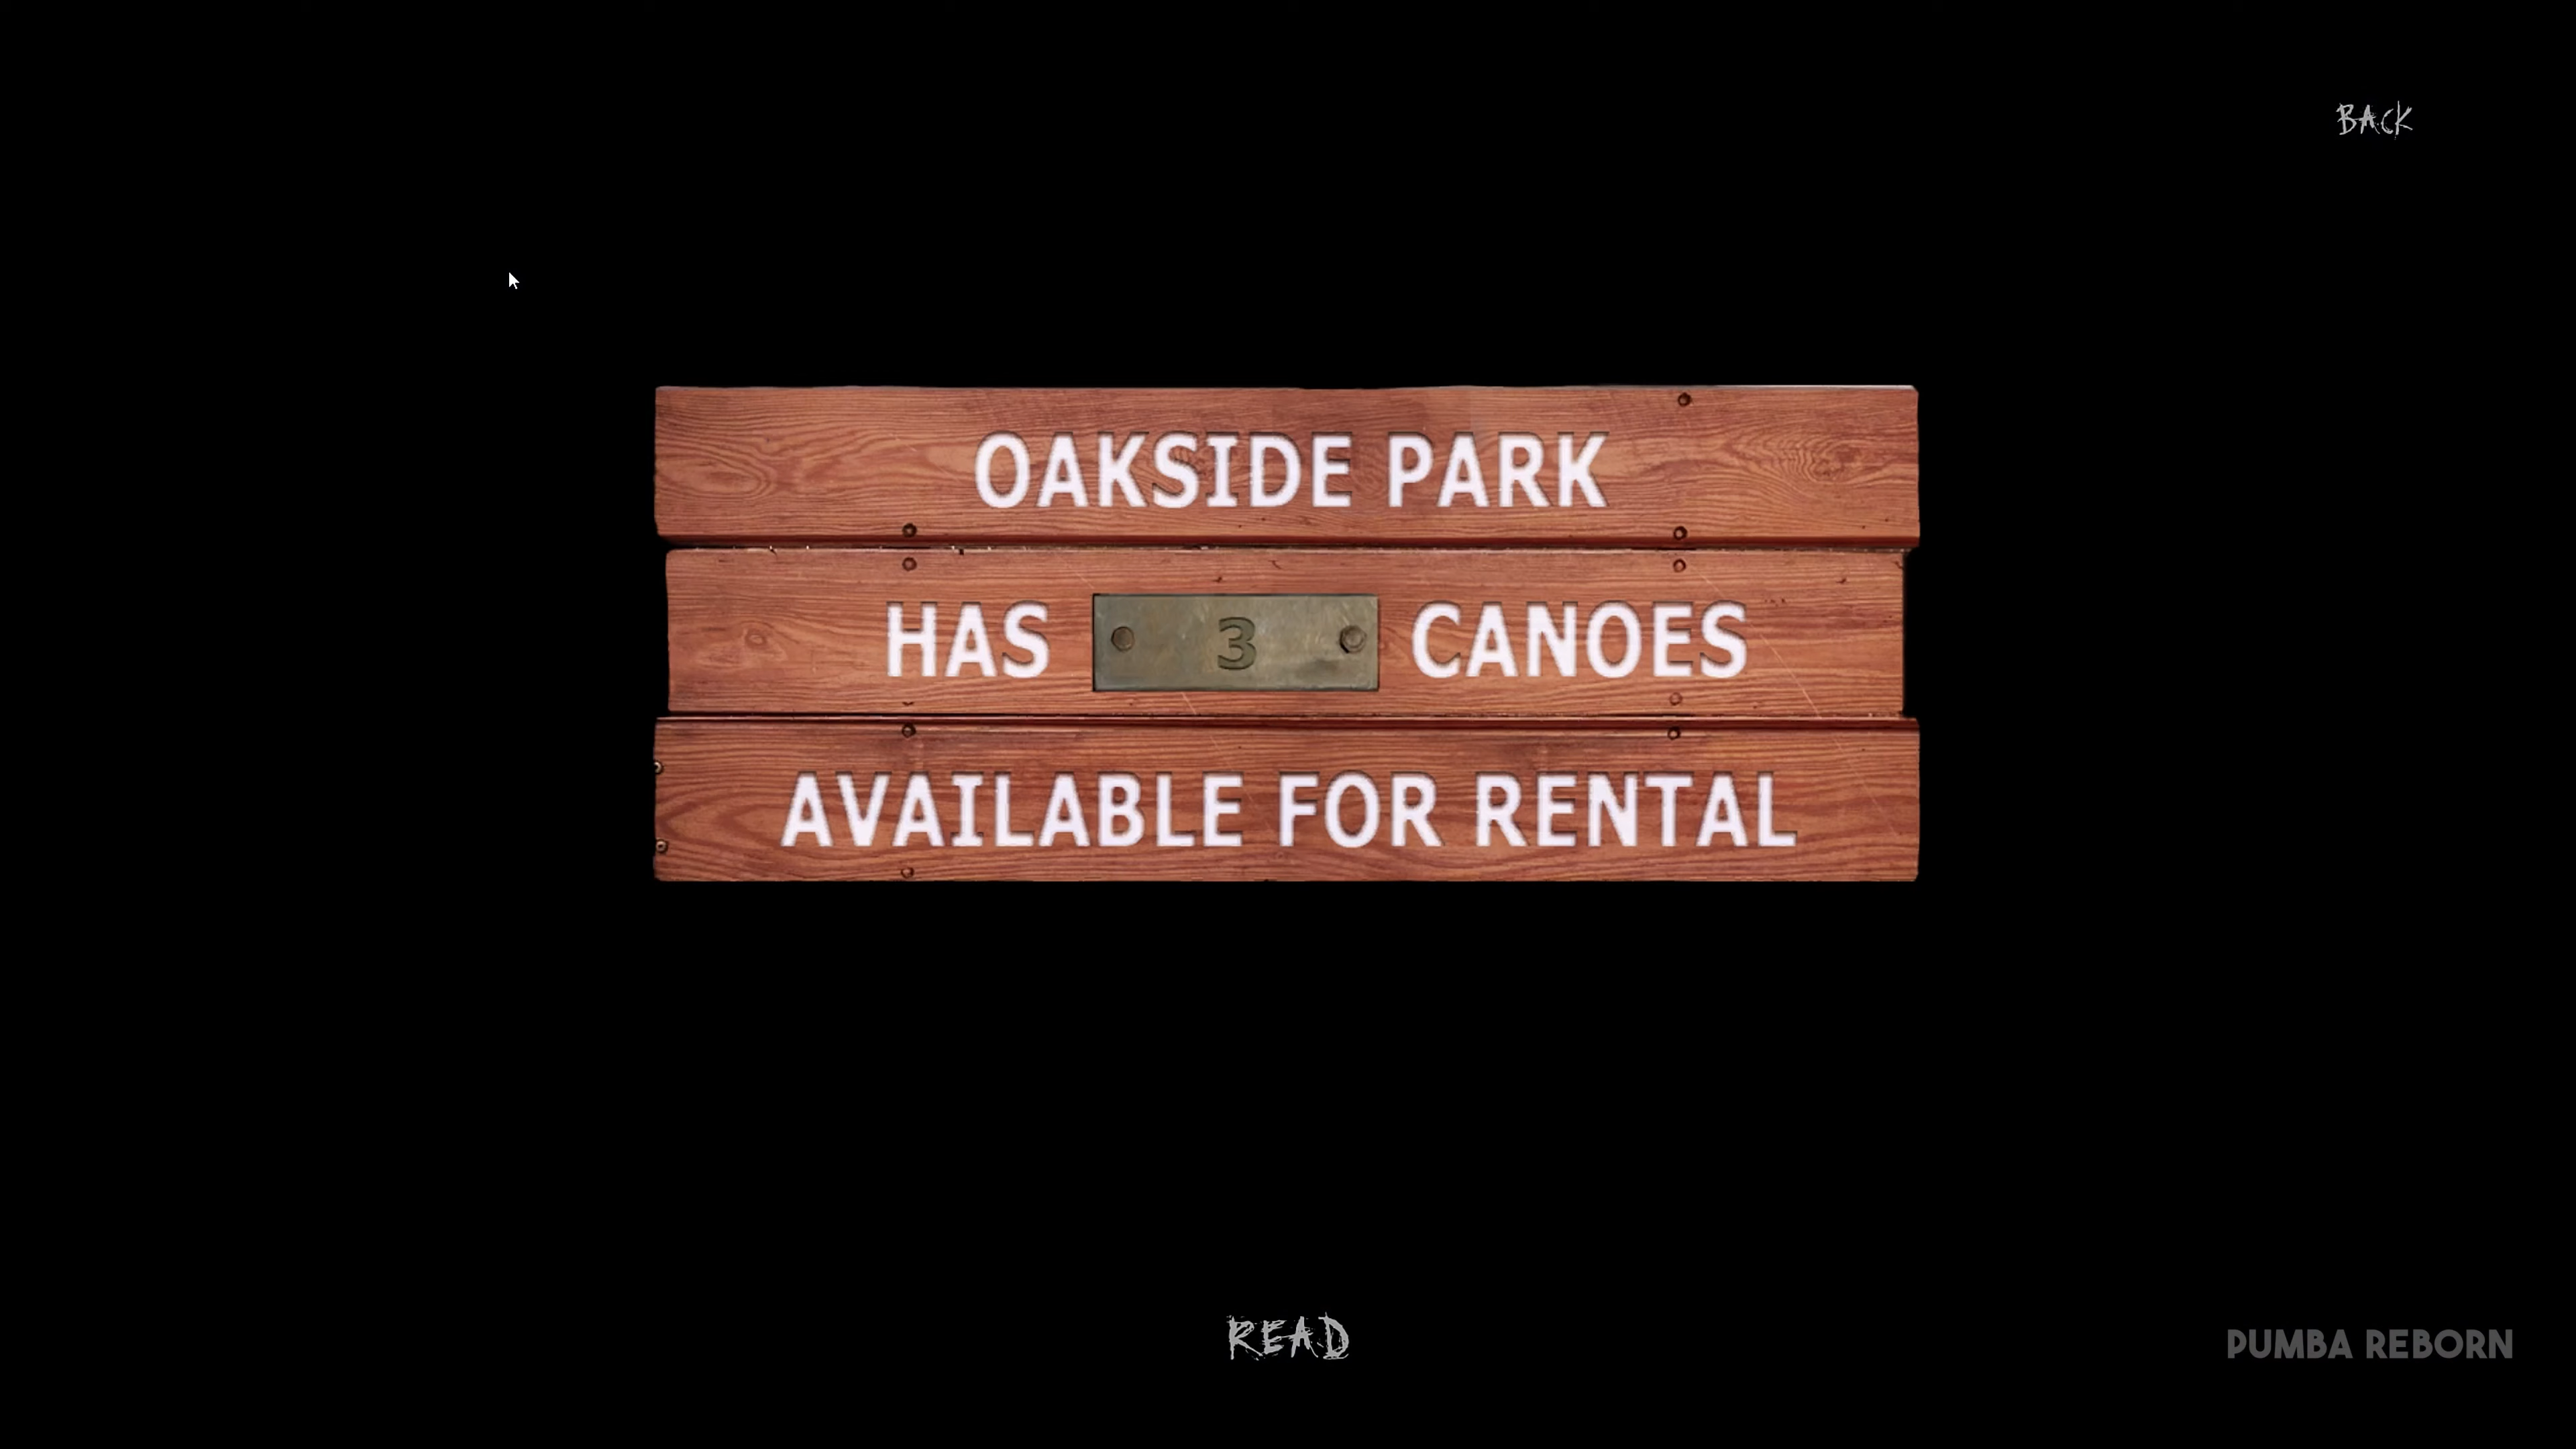 BACK
OAKSIDE PARK
HAS 3 CANOES
AVAILABLE FOR RENTAL
READ
PUMBA REBORN